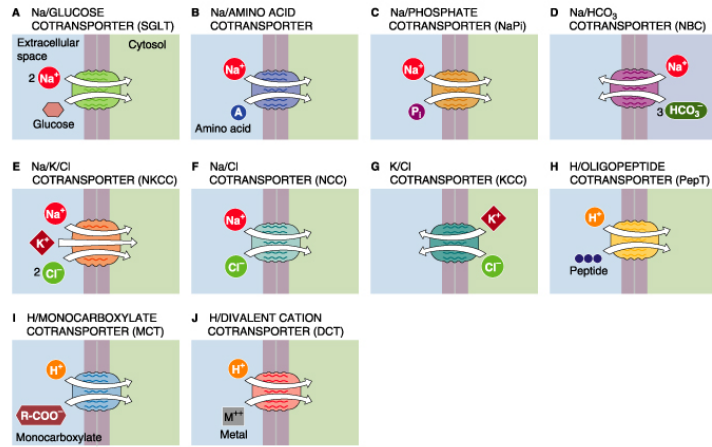 A Na/GLUCOSE
COTRANSPORTER (SGLT)
Extracellular
space
Cytosol
2 Na⁺
Glucose
B Na/AMINO ACID
COTRANSPORTER
Na⁺
A
Amino acid
C Na/PHOSPHATE
COTRANSPORTER (NaPi)
Na⁺
Pᵢ
D Na/HCO₃
COTRANSPORTER (NBC)
Na⁺
3 HCO₃⁻
E Na/K/Cl
COTRANSPORTER (NKCC)
Na⁺
K⁺
2 Cl⁻
F Na/Cl
COTRANSPORTER (NCC)
Na⁺
Cl⁻
G K/Cl
COTRANSPORTER (KCC)
K⁺
Cl⁻
H H/OLIGOPEPTIDE
COTRANSPORTER (PepT)
H⁺
Peptide
I H/MONOCARBOXYLATE
COTRANSPORTER (MCT)
H⁺
R-COO⁻
Monocarboxylate
J H/DIVALENT CATION
COTRANSPORTER (DCT)
H⁺
M⁺⁺
Metal